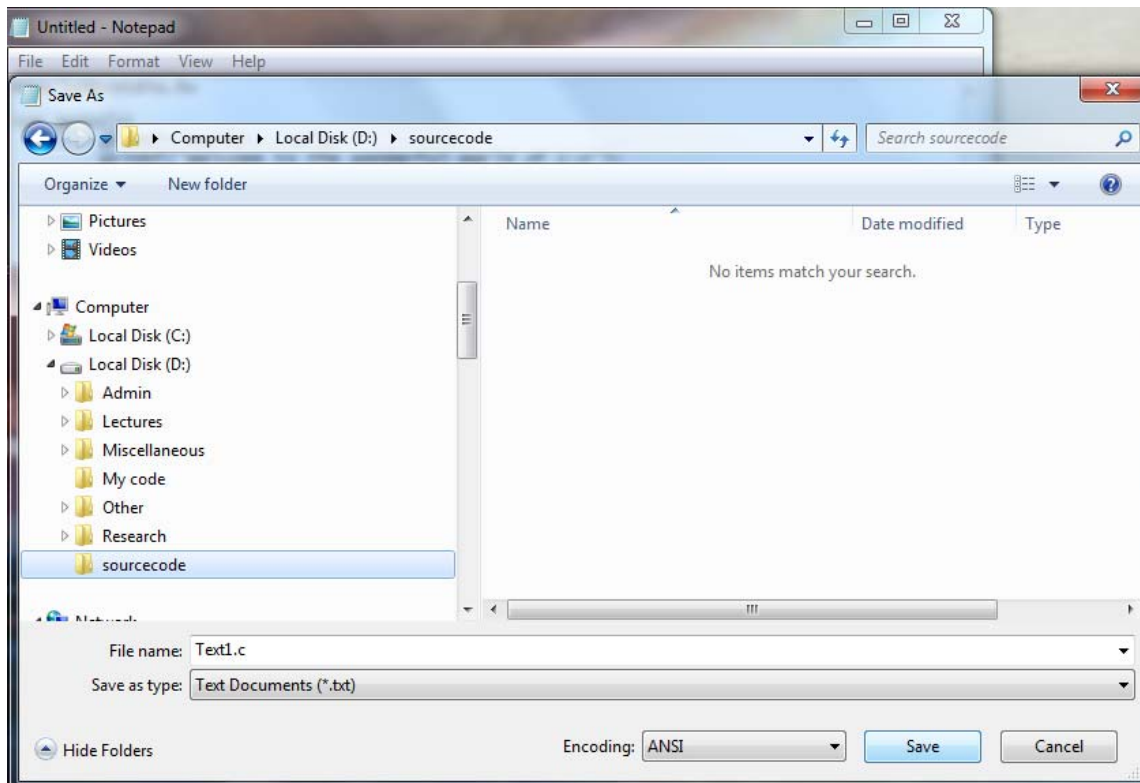 Untitled - Notepad
File Edit Format View Help
Save As
Computer Local Disk (D:) sourcecode
Search sourcecode
Organize New folder
Name Date modified Type
No items match your search.
Pictures
Videos
Computer
Local Disk (C:)
Local Disk (D:)
Admin
Lectures
Miscellaneous
My code
Other
Research
sourcecode
File name: Text1.c
Save as type: Text Documents (*.txt)
Hide Folders
Encoding: ANSI
Save
Cancel